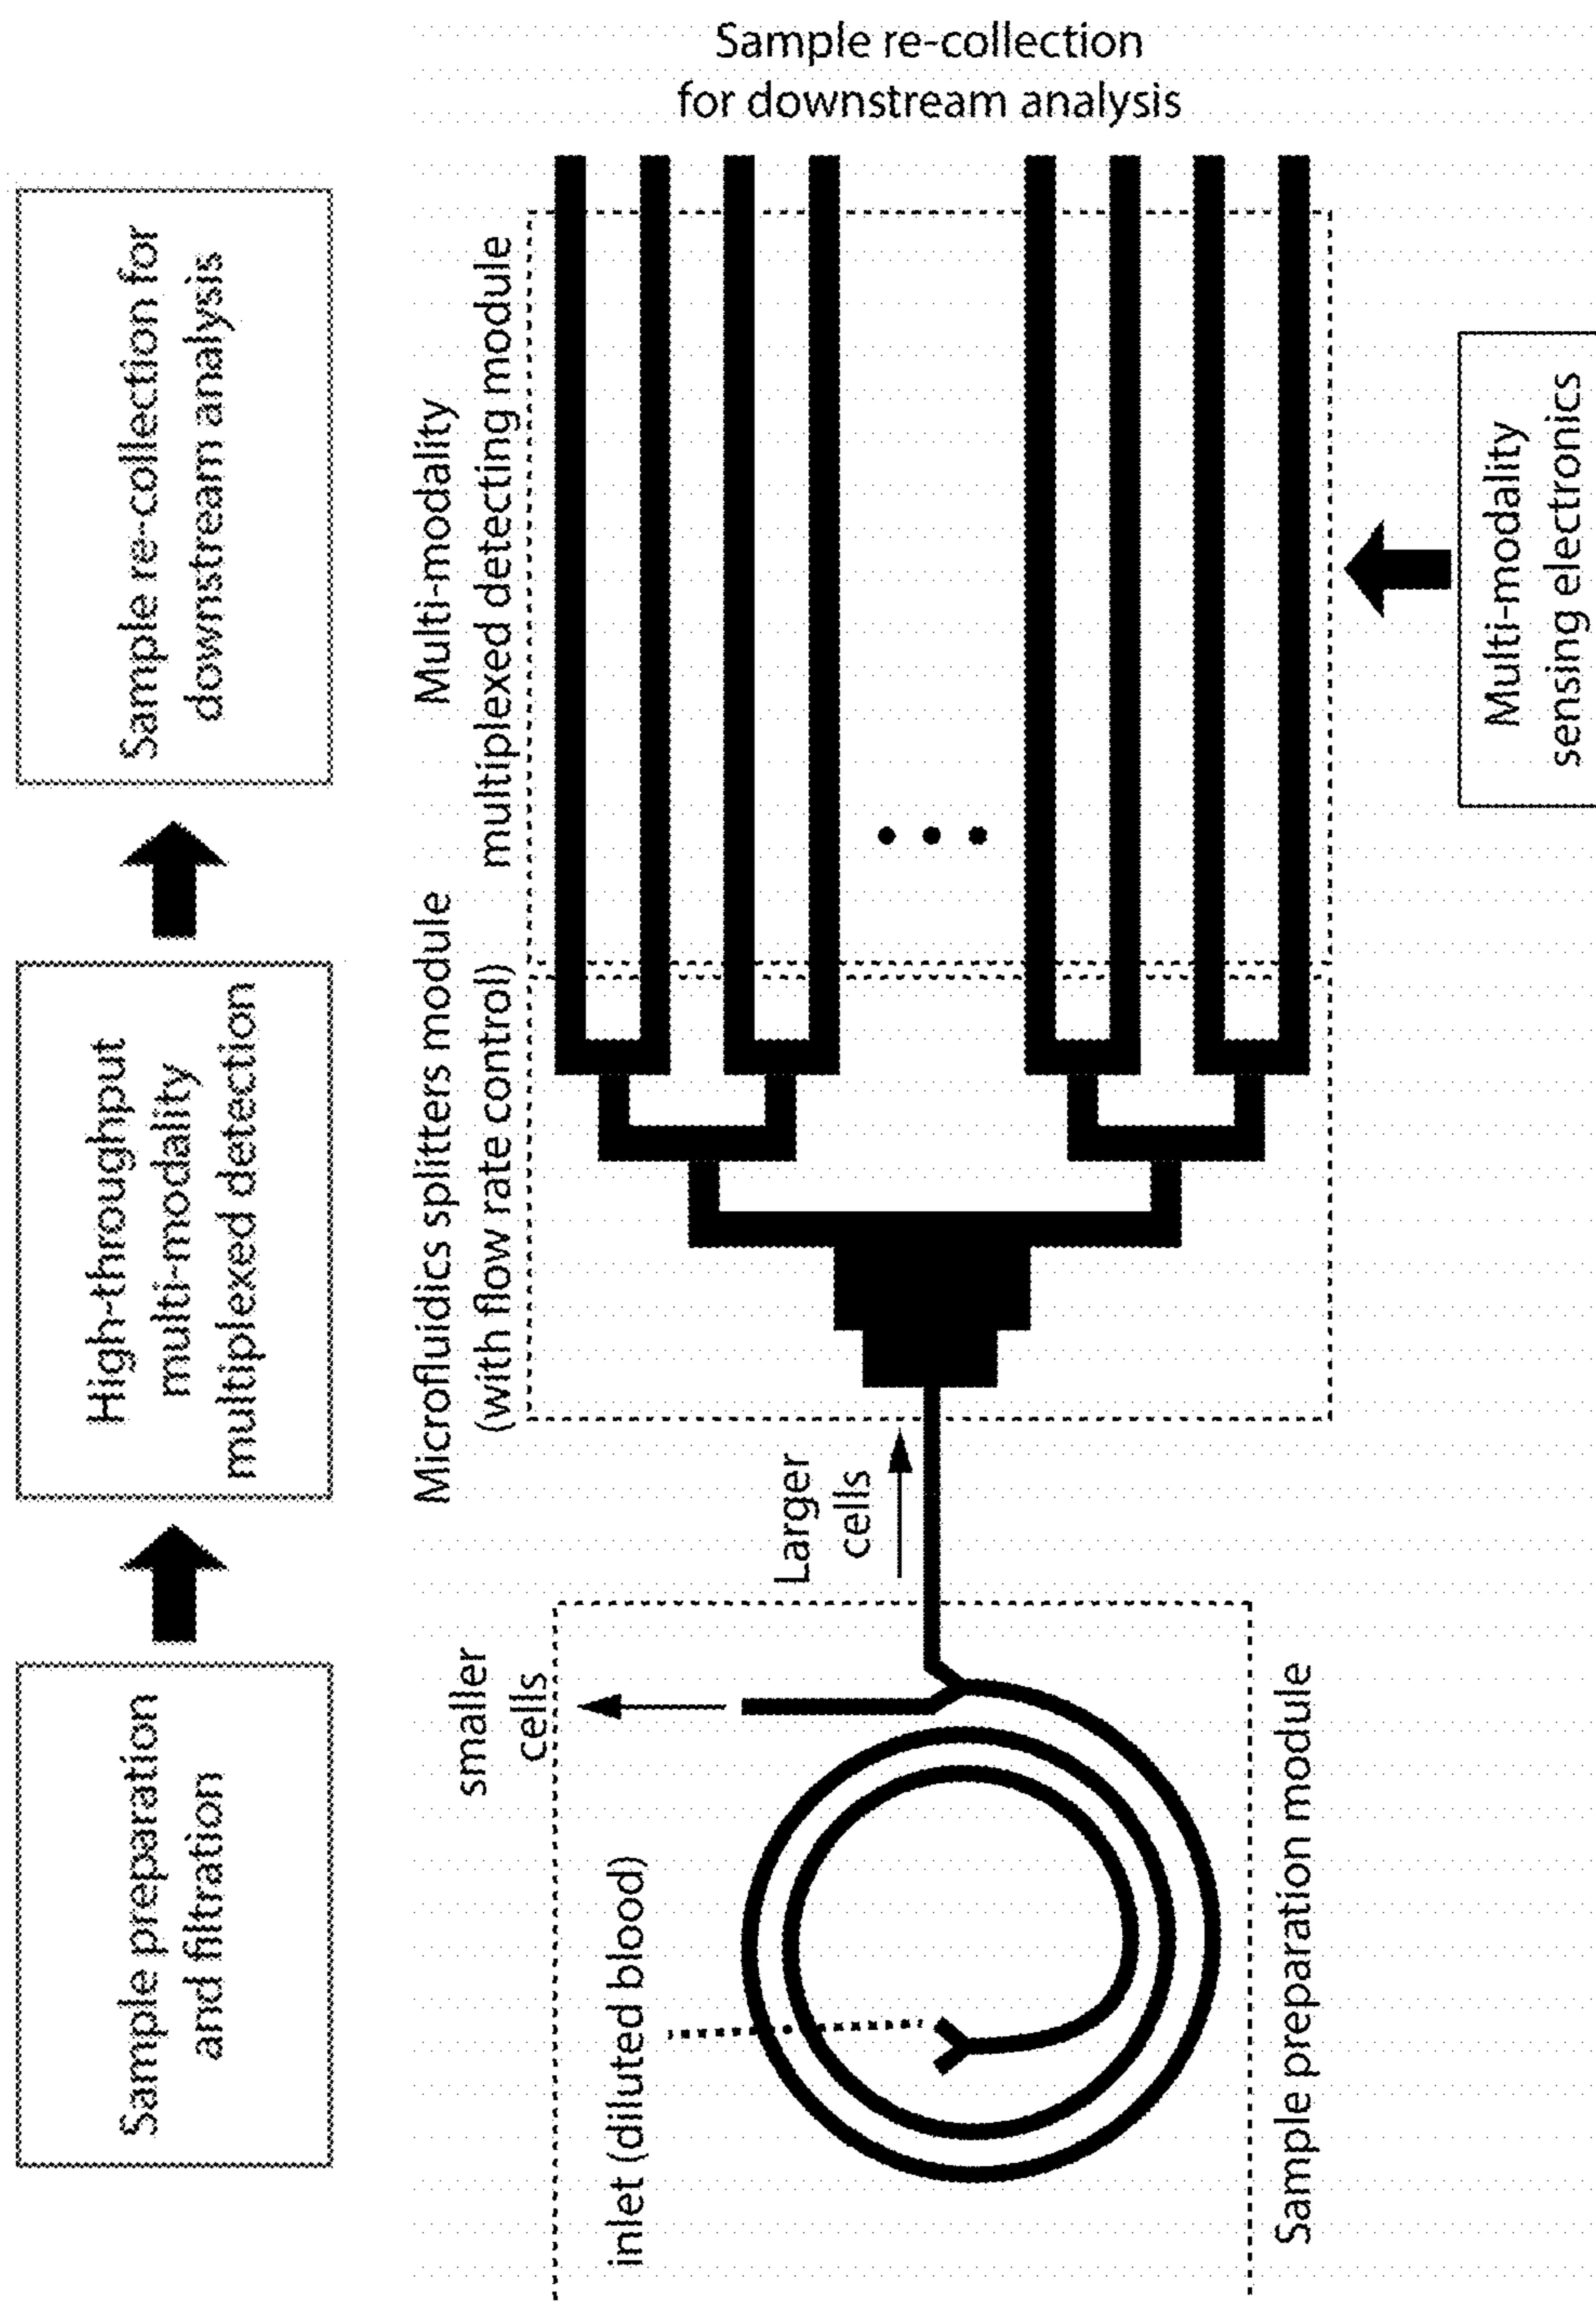 Sample preparation
and filtration
High-throughput
multi-modality
multiplexed detection
Sample re-collection for
downstream analysis
smaller
cells
inlet (diluted blood)
Sample preparation module
Larger
cells
Microfluidics splitters module
(with flow rate control)
Multi-modality
multiplexed detecting module
Multi-modality
sensing electronics
Sample re-collection
for downstream analysis